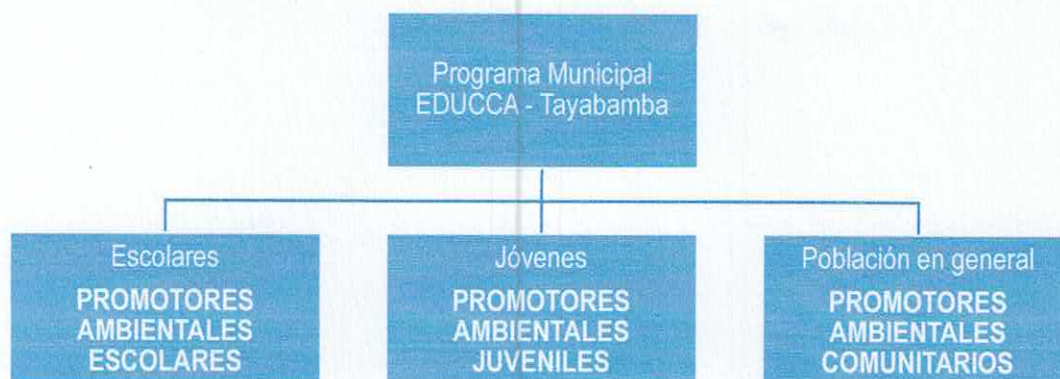 Programa Municipal
EDUCCA - Tayabamba
Escolares
PROMOTORES
AMBIENTALES
ESCOLARES
Jóvenes
PROMOTORES
AMBIENTALES
JUVENILES
Población en general
PROMOTORES
AMBIENTALES
COMUNITARIOS